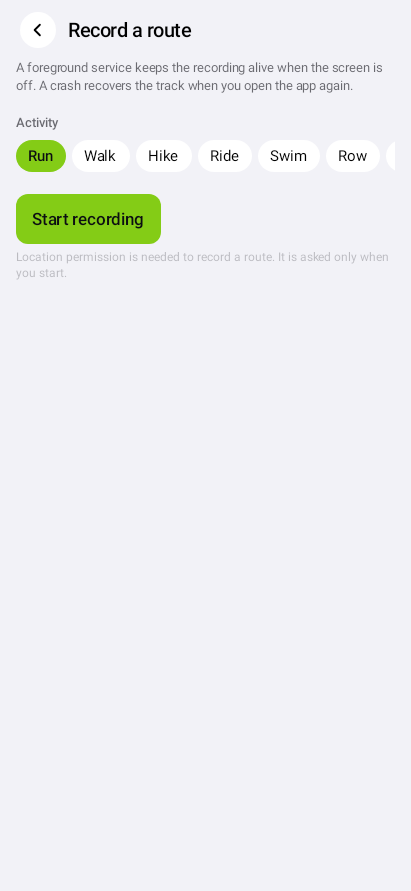 Record a route
A foreground service keeps the recording alive when the screen is
off. A crash recovers the track when you open the app again.
Activity
Run Walk Hike Ride Swim Row
Start recording
Location permission is needed to record a route. It is asked only when
you start.